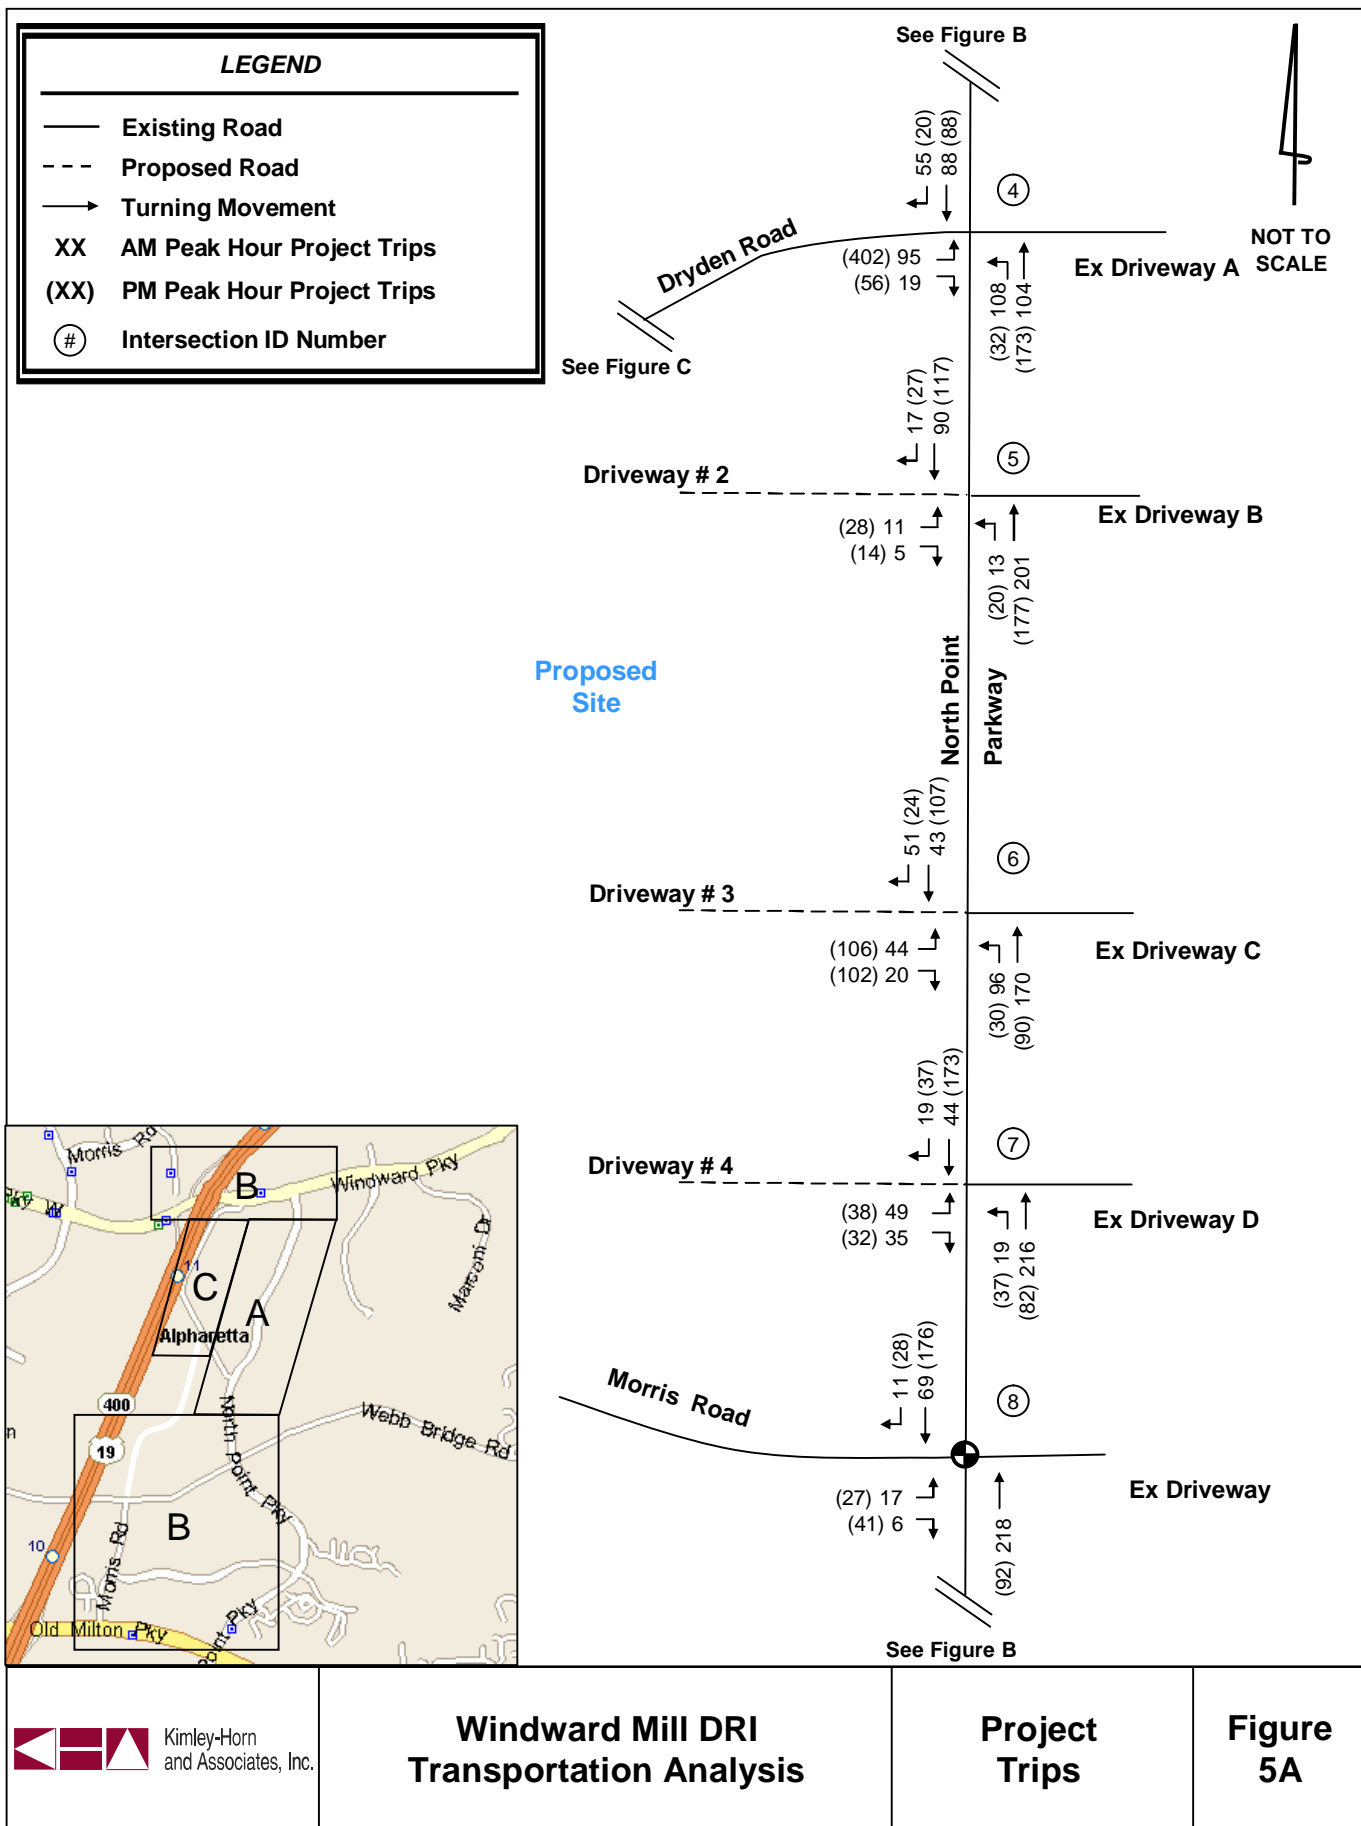 LEGEND
Existing Road
Proposed Road
Turning Movement
XX AM Peak Hour Project Trips
(XX) PM Peak Hour Project Trips
# Intersection ID Number
See Figure B
NOT TO
SCALE
55 (20)
88 (88)
4
Dryden Road
(402) 95
(56) 19
Ex Driveway A
(32) 108
(173) 104
See Figure C
17 (27)
90 (117)
5
Driveway # 2
Ex Driveway B
(28) 11
(14) 5
(20) 13
(177) 201
Proposed
Site
North Point
Parkway
51 (24)
43 (107)
6
Driveway # 3
Ex Driveway C
(106) 44
(102) 20
(30) 96
(90) 170
19 (37)
44 (173)
7
Driveway # 4
Ex Driveway D
(38) 49
(32) 35
(37) 19
(82) 216
11 (28)
69 (176)
8
Morris Road
Ex Driveway
(27) 17
(41) 6
(92) 218
See Figure B
Morris Rd
B
Windward Pky
Marconi Dr
11
C
A
Alpharetta
400
19
North Point Pky
Webb Bridge Rd
n
B
10
Morris Rd
Old Milton Pky
Point Pky
Kimley-Horn
and Associates, Inc.
Windward Mill DRI
Transportation Analysis
Project
Trips
Figure
5A